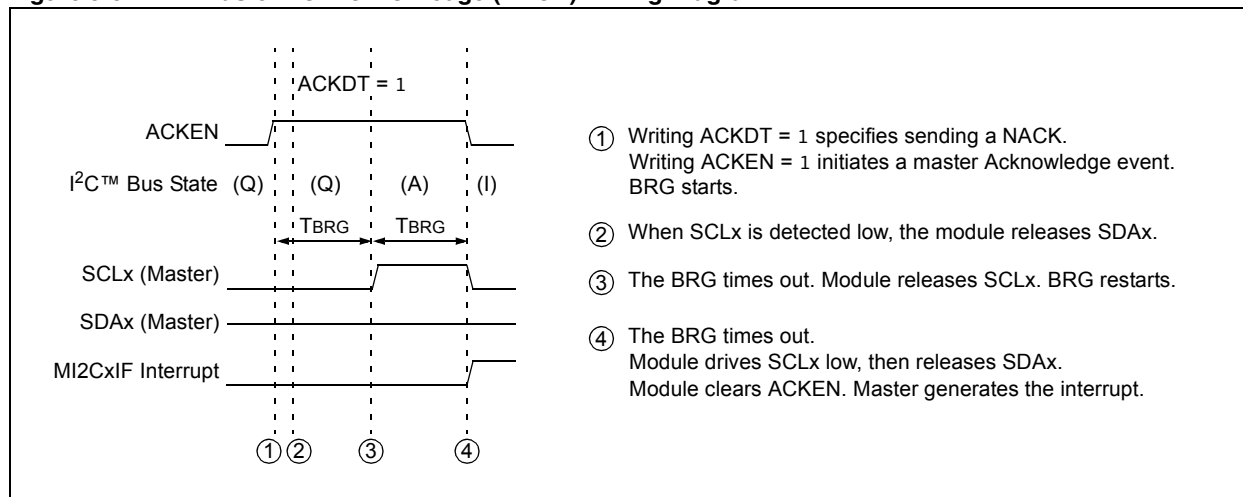 ACKDT = 1
ACKEN
I²C™ Bus State (Q) (Q) (A) (I)
TBRG TBRG
SCLx (Master)
SDAx (Master)
MI2CxIF Interrupt
① ② ③ ④
① Writing ACKDT = 1 specifies sending a NACK.
Writing ACKEN = 1 initiates a master Acknowledge event.
BRG starts.
② When SCLx is detected low, the module releases SDAx.
③ The BRG times out. Module releases SCLx. BRG restarts.
④ The BRG times out.
Module drives SCLx low, then releases SDAx.
Module clears ACKEN. Master generates the interrupt.